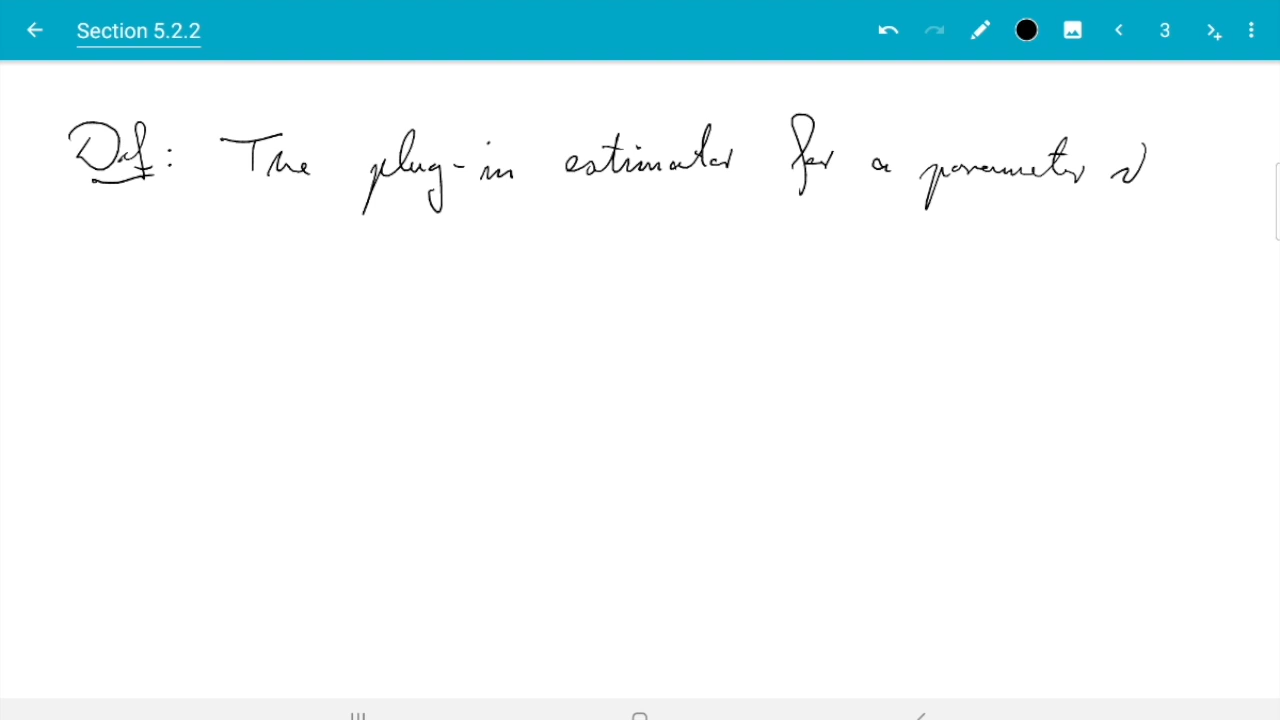 Section 5.2.2
3
Def: The plug-in estimator for a parameter